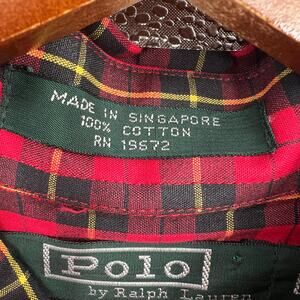 MADE IN SINGAPORE
100% COTTON
RN 19672
Polo
by Ralph Lauren